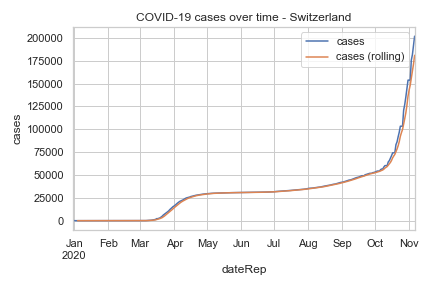 COVID-19 cases over time - Switzerland
cases
cases (rolling)
200000
175000
150000
125000
100000
75000
50000
25000
0
cases
Jan Feb Mar Apr May Jun Jul Aug Sep Oct Nov
2020
dateRep